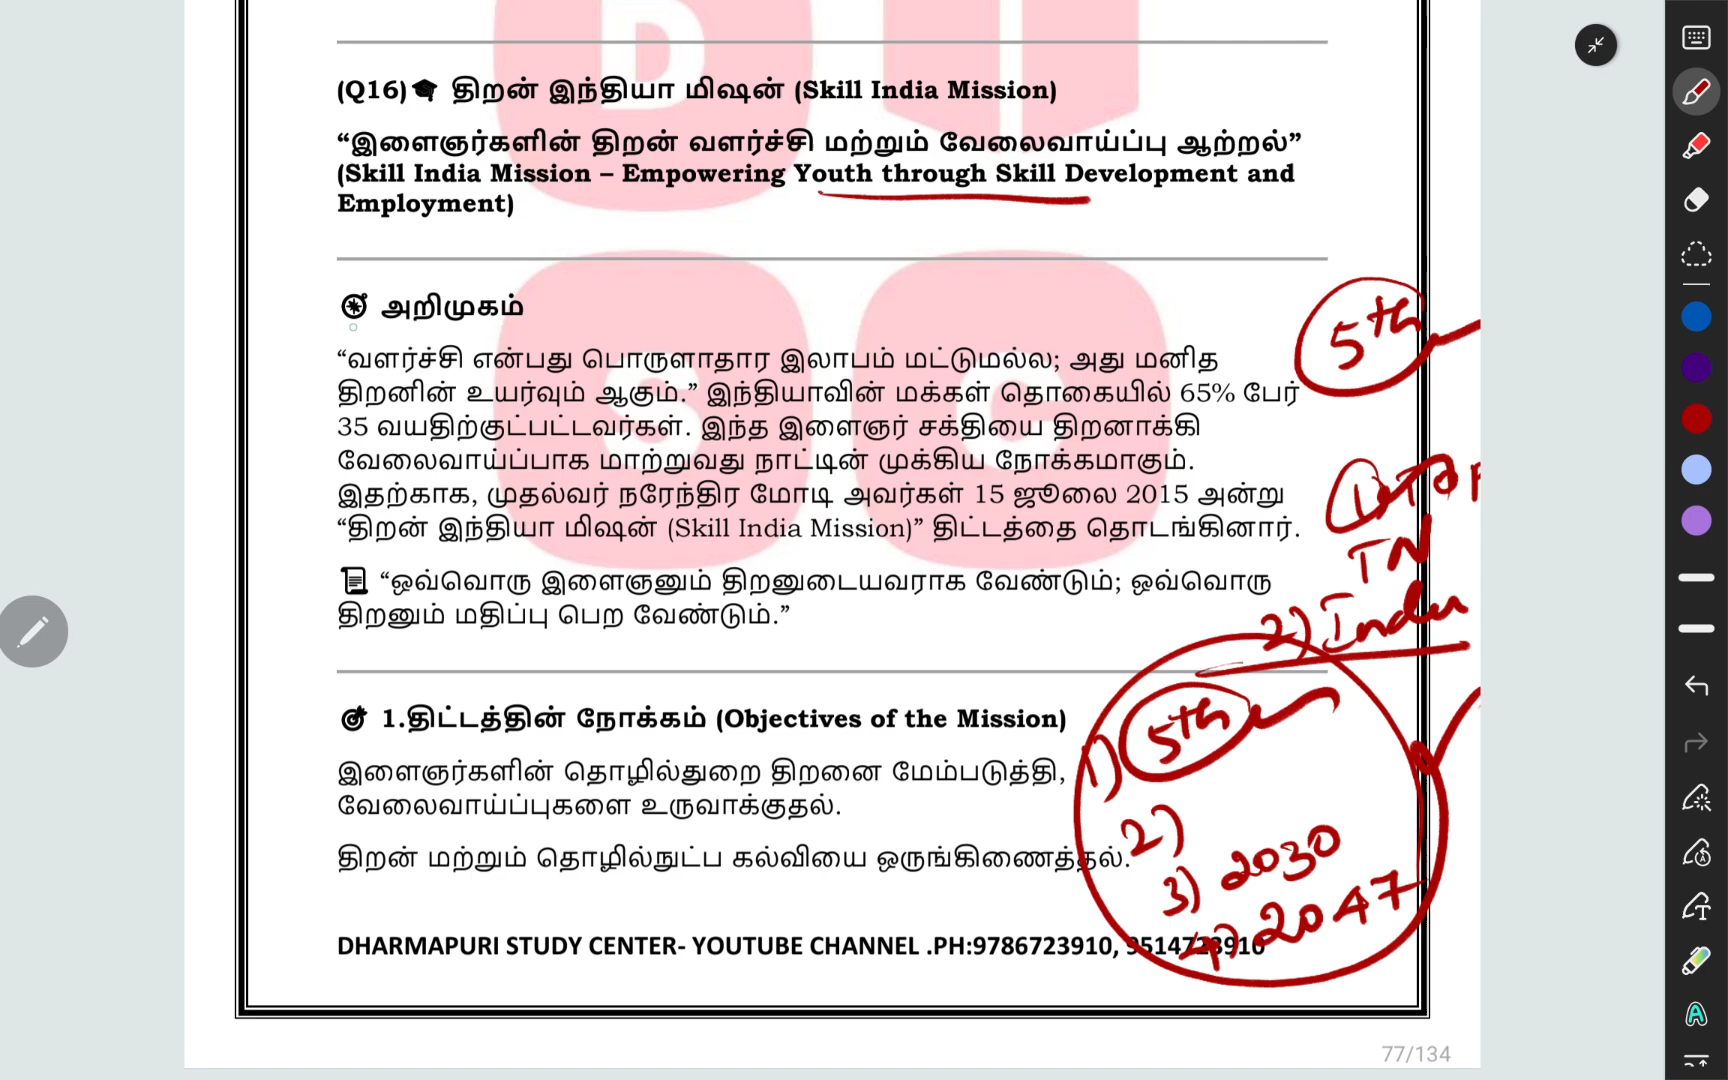 (Q16) திறன் இந்தியா மிஷன் (Skill India Mission)
“இளைஞர்களின் திறன் வளர்ச்சி மற்றும் வேலைவாய்ப்பு ஆற்றல்”
(Skill India Mission – Empowering Youth through Skill Development and
Employment)
அறிமுகம்
“வளர்ச்சி என்பது பொருளாதார இலாபம் மட்டுமல்ல; அது மனித
திறனின் உயர்வும் ஆகும்.” இந்தியாவின் மக்கள் தொகையில் 65% பேர்
35 வயதிற்குட்பட்டவர்கள். இந்த இளைஞர் சக்தியை திறனாக்கி
வேலைவாய்ப்பாக மாற்றுவது நாட்டின் முக்கிய நோக்கமாகும்.
இதற்காக, முதல்வர் நரேந்திர மோடி அவர்கள் 15 ஜூலை 2015 அன்று
“திறன் இந்தியா மிஷன் (Skill India Mission)” திட்டத்தை தொடங்கினார்.
“ஒவ்வொரு இளைஞனும் திறனுடையவராக வேண்டும்; ஒவ்வொரு
திறனும் மதிப்பு பெற வேண்டும்.”
1.திட்டத்தின் நோக்கம் (Objectives of the Mission)
இளைஞர்களின் தொழில்துறை திறனை மேம்படுத்தி,
வேலைவாய்ப்புகளை உருவாக்குதல்.
திறன் மற்றும் தொழில்நுட்ப கல்வியை ஒருங்கிணைத்தல்.
DHARMAPURI STUDY CENTER- YOUTUBE CHANNEL .PH:9786723910, 9514723910
5th
TN
2)
1) 5th
2)
3) 2030
4) 2047
D
S
C
77/134